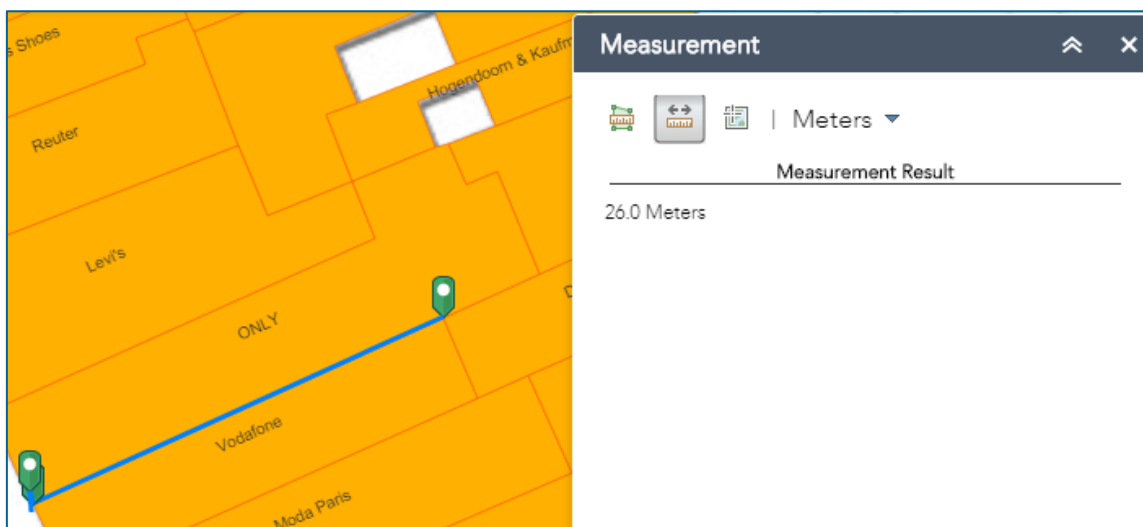 s Shoes
Reuter
Levi's
ONLY
Vodafone
Moda Paris
Hogendoorn & Kaufm
D
Measurement
Meters
Measurement Result
26.0 Meters